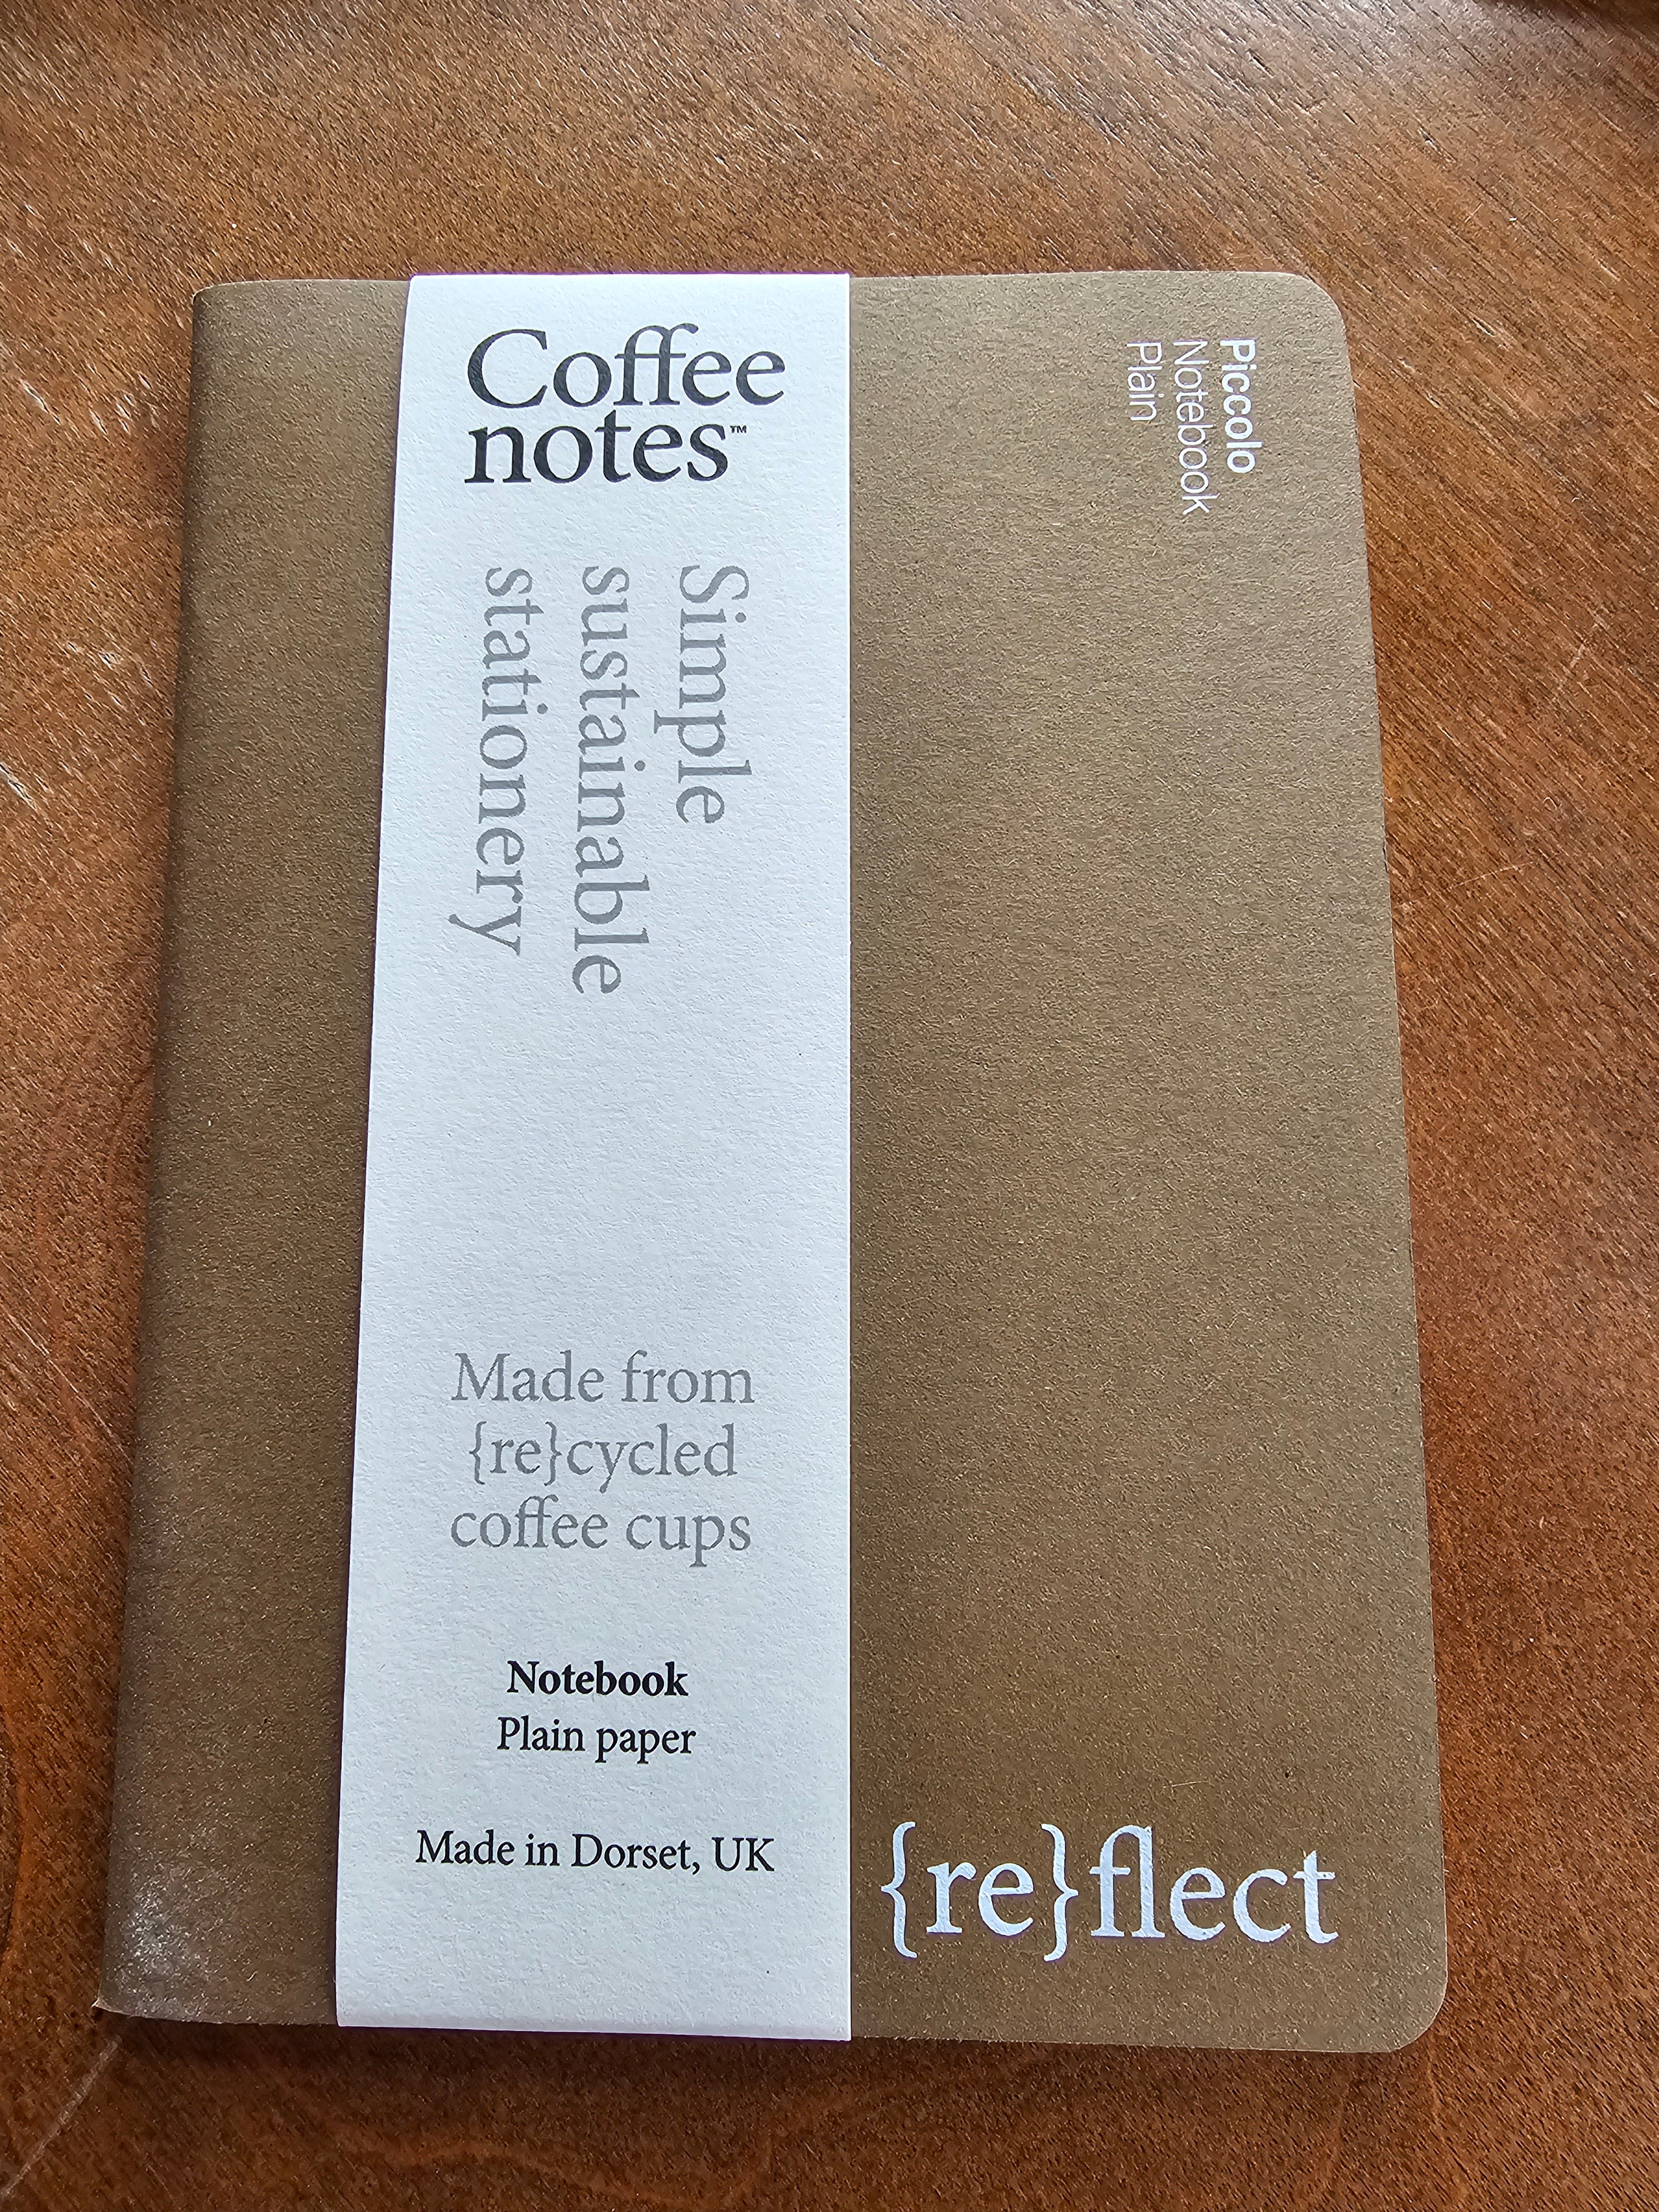 Coffee
notes™
Simple
sustainable
stationery
Made from
{re}cycled
coffee cups
Notebook
Plain paper
Made in Dorset, UK
Piccolo
Notebook
Plain
{re}flect